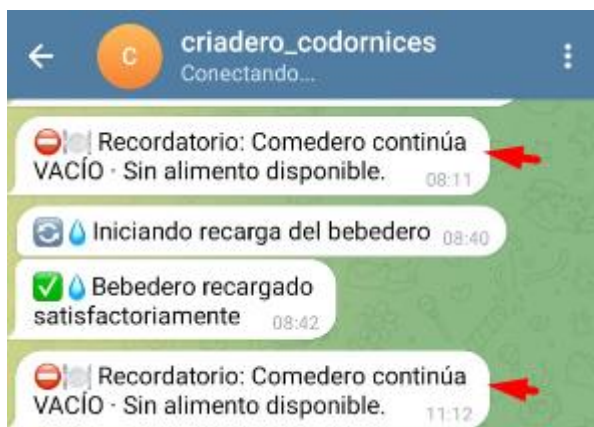 C
criadero_codornices
Conectando...
⛔🍽️ Recordatorio: Comedero continúa
VACÍO · Sin alimento disponible. 08:11
🔄💧 Iniciando recarga del bebedero 08:40
✅💧 Bebedero recargado
satisfactoriamente 08:42
⛔🍽️ Recordatorio: Comedero continúa
VACÍO · Sin alimento disponible. 11:12